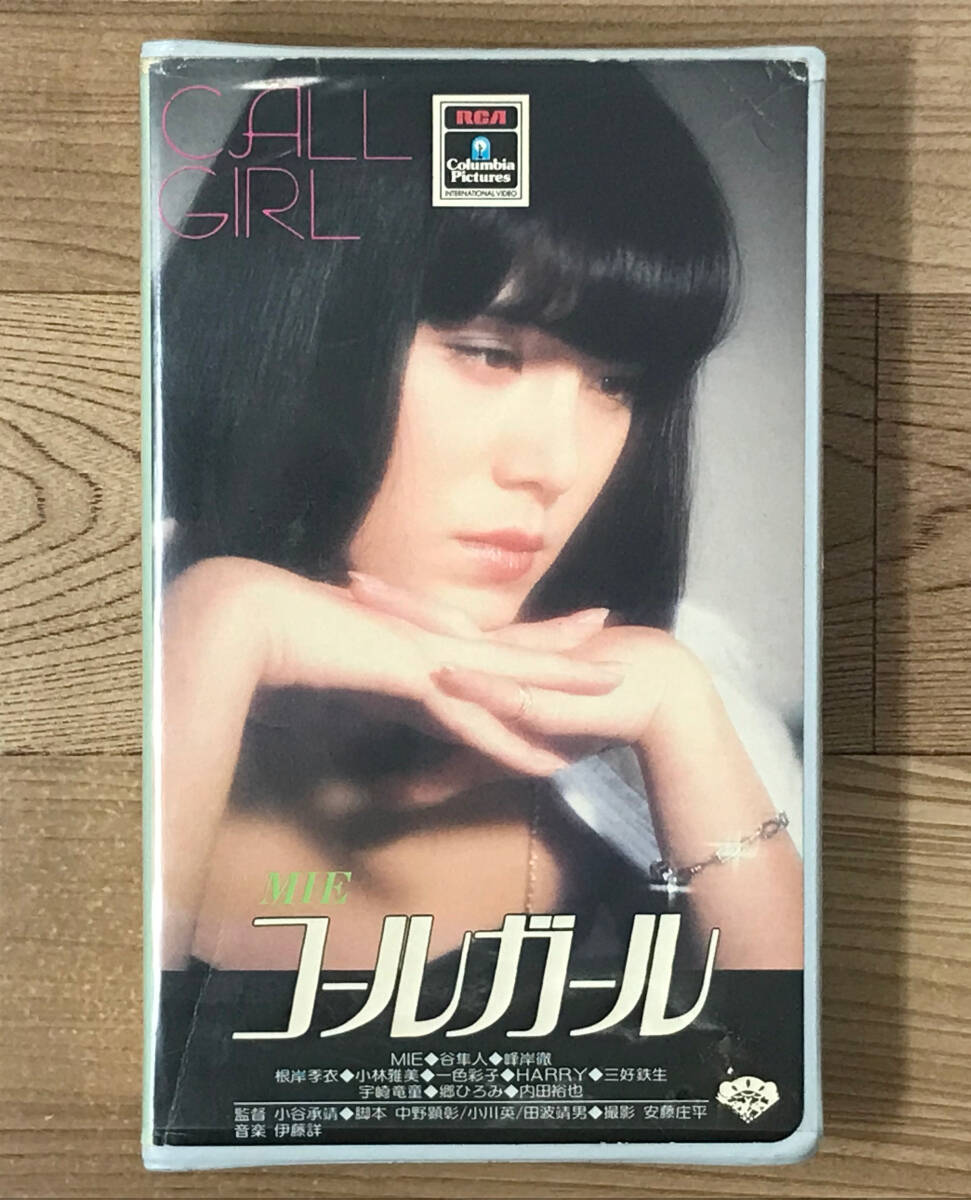 CALL
GIRL
RCA
Columbia
Pictures
INTERNATIONAL VIDEO
MIE
コールガール
MIE◆谷隼人◆峰岸徹
根岸季衣◆小林雅美◆一色彩子◆HARRY◆三好鉄生
宇崎竜童◆郷ひろみ◆内田裕也
監督 小谷承靖◆脚本 中野顕彰/小川英/田波靖男◆撮影 安藤庄平
音楽 伊藤詳